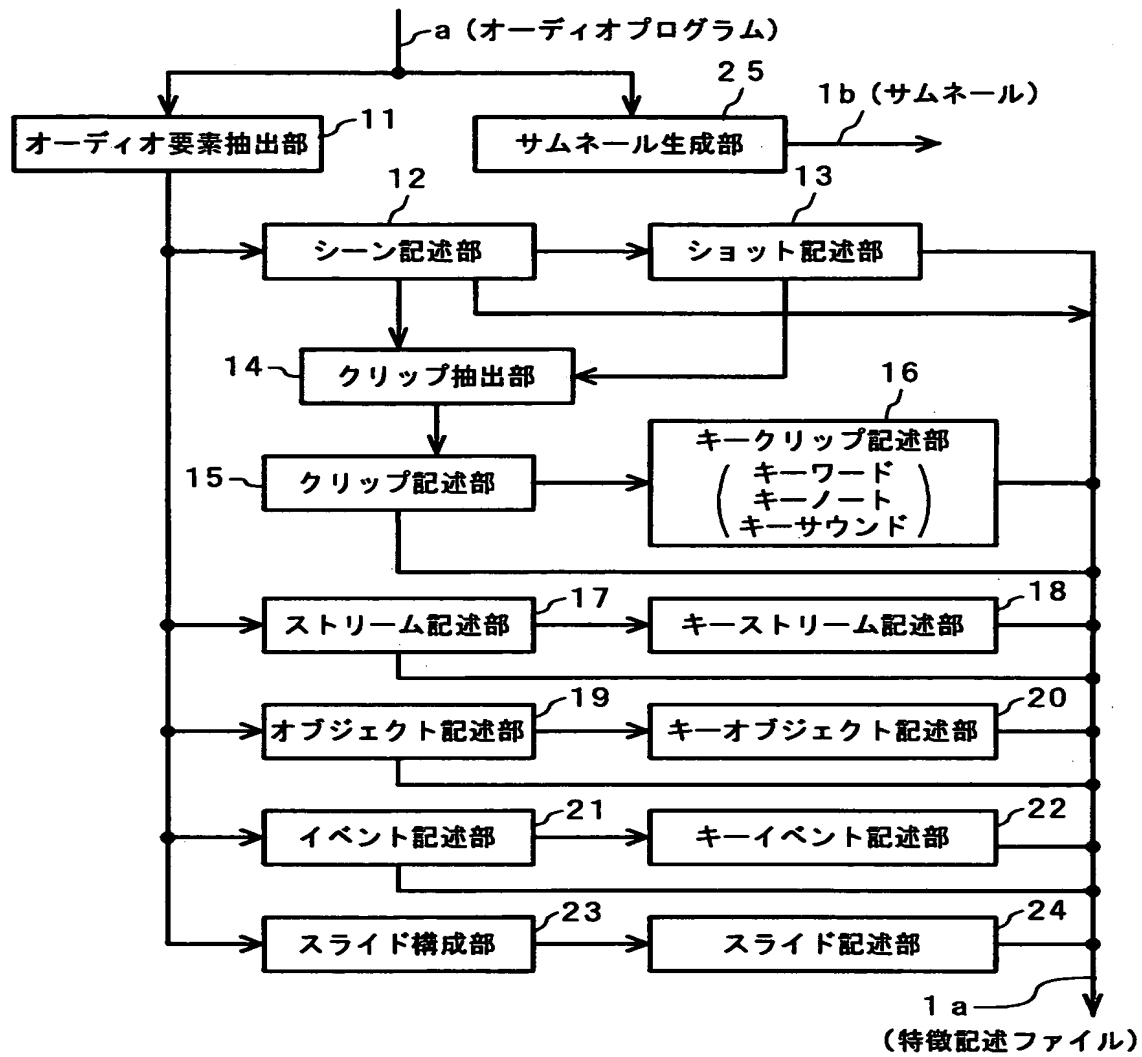 a（オーディオプログラム）
25
1b（サムネール）
11
オーディオ要素抽出部
サムネール生成部
12
13
シーン記述部
ショット記述部
14
クリップ抽出部
16
キークリップ記述部
キーワード
キーノート
キーサウンド
15
クリップ記述部
17
18
ストリーム記述部
キーストリーム記述部
19
20
オブジェクト記述部
キーオブジェクト記述部
21
22
イベント記述部
キーイベント記述部
23
24
スライド構成部
スライド記述部
1a
（特徴記述ファイル）